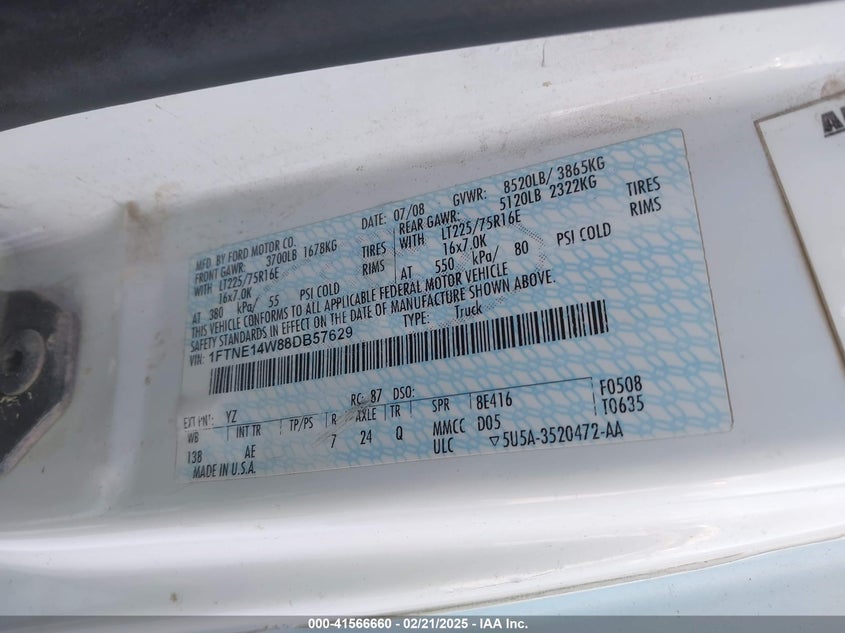 MFD. BY FORD MOTOR CO.
DATE: 07/08 GVWR: 8520LB/ 3865KG
FRONT GAWR: 3700LB 1678KG
REAR GAWR: 5120LB 2322KG
WITH LT225/75R16E TIRES
WITH LT225/75R16E TIRES
16x7.0K RIMS
16x7.0K RIMS
AT 380 kPa/ 55 PSI COLD
AT 550 kPa/ 80 PSI COLD
THIS VEHICLE CONFORMS TO ALL APPLICABLE FEDERAL MOTOR VEHICLE
SAFETY STANDARDS IN EFFECT ON THE DATE OF MANUFACTURE SHOWN ABOVE.
VIN: 1FTNE14W88DB57629 TYPE: Truck
EXT PNT: YZ RC: 87 DSO: F0508
WB INT TR TP/PS R AXLE TR SPR 8E416 T0635
138 AE 7 24 Q MMCC D05
MADE IN U.S.A. ULC ▽5U5A-3520472-AA
000-41566660 - 02/21/2025 - IAA Inc.